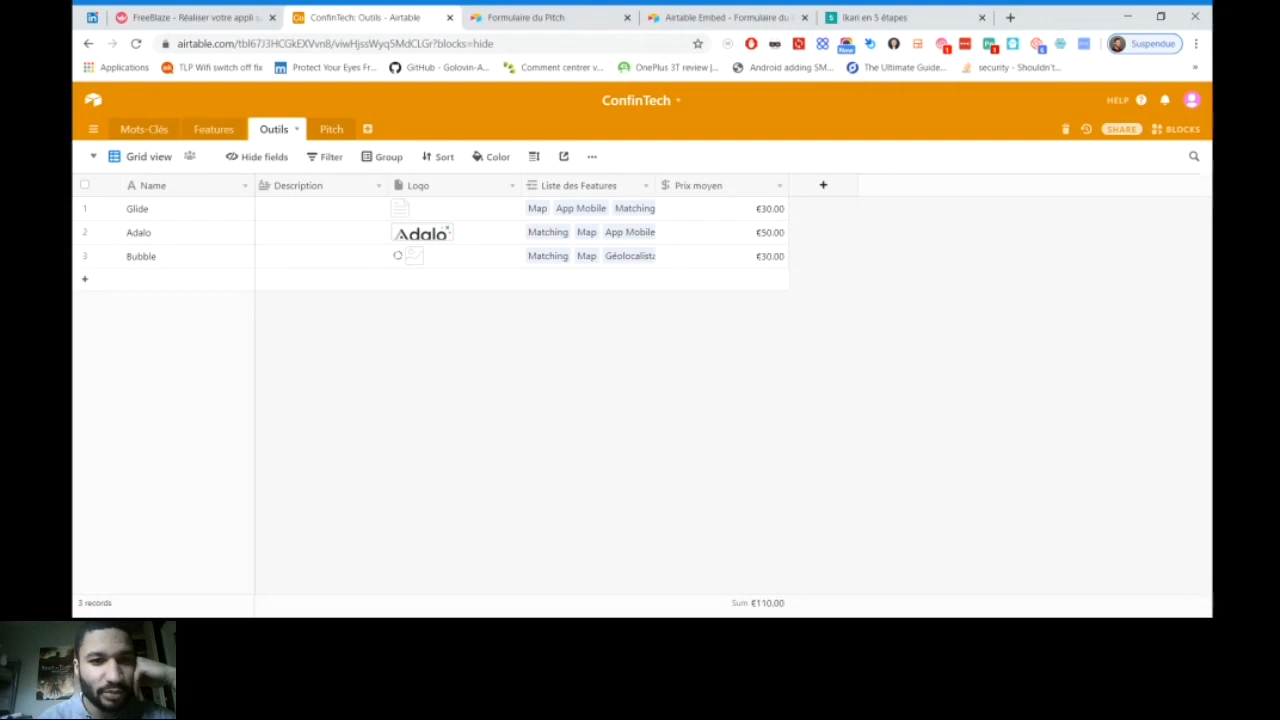 FreeBlaze - Réaliser votre appli s
ConfinTech: Outils - Airtable
Formulaire du Pitch
Airtable Embed - Formulaire du
Ikari en 5 étapes
airtable.com/tbl67J3HCGkEXVvn8/viwHjssWyq5MdCLGr?blocks=hide
New
Suspendue
Applications
TLP Wifi switch off fix
Protect Your Eyes Fr...
GitHub - Golovin-A...
Comment centrer v...
OnePlus 3T review |...
Android adding SM...
The Ultimate Guide...
security - Shouldn't...
ConfinTech
HELP
Mots-Clés
Features
Outils
Pitch
SHARE
BLOCKS
Grid view
Hide fields
Filter
Group
Sort
Color
Name
Description
Logo
Liste des Features
Prix moyen
1 Glide Map App Mobile Matching €30.00
2 Adalo Adalo Matching Map App Mobile €50.00
3 Bubble Matching Map Géolocalista €30.00
3 records
Sum €110.00